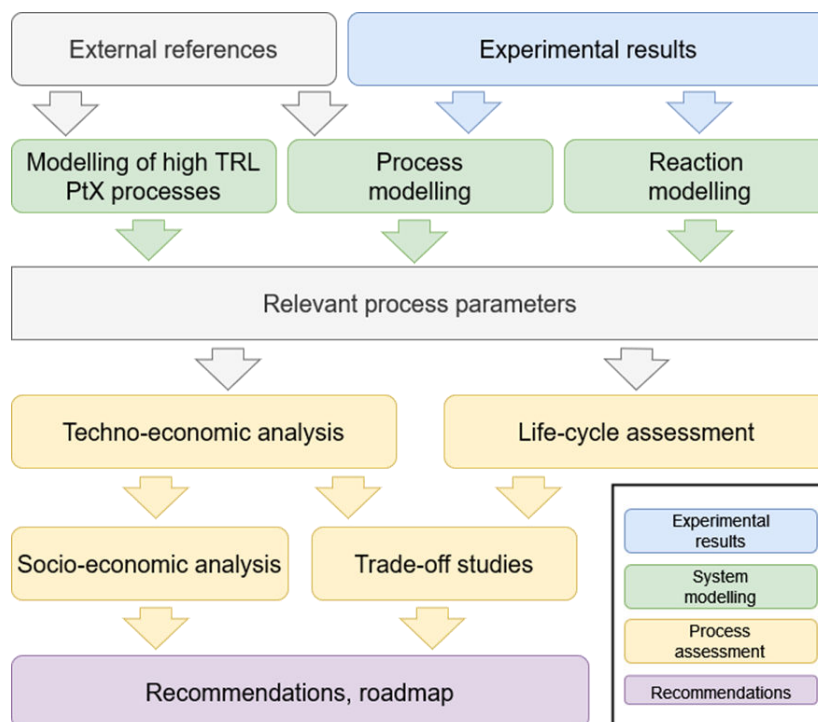 External references
Experimental results
Modelling of high TRL
PtX processes
Process
modelling
Reaction
modelling
Relevant process parameters
Techno-economic analysis
Life-cycle assessment
Socio-economic analysis
Trade-off studies
Recommendations, roadmap
Experimental
results
System
modelling
Process
assessment
Recommendations